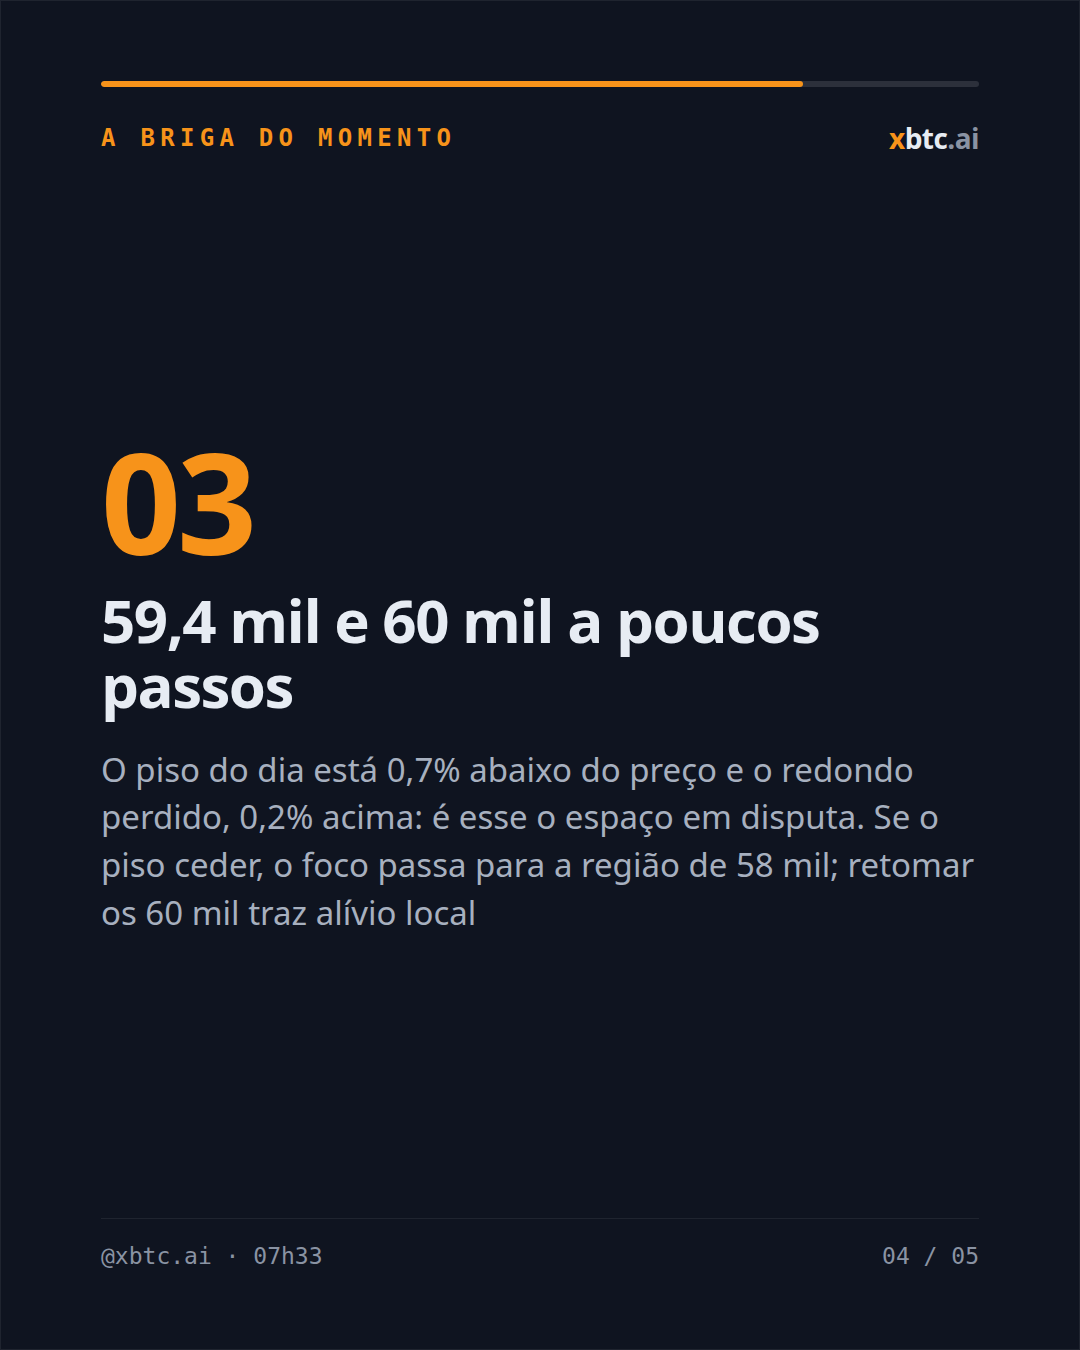 A BRIGA DO MOMENTO
xbtc.ai
03
59,4 mil e 60 mil a poucos
passos
O piso do dia está 0,7% abaixo do preço e o redondo
perdido, 0,2% acima: é esse o espaço em disputa. Se o
piso ceder, o foco passa para a região de 58 mil; retomar
os 60 mil traz alívio local
@xbtc.ai · 07h33
04 / 05